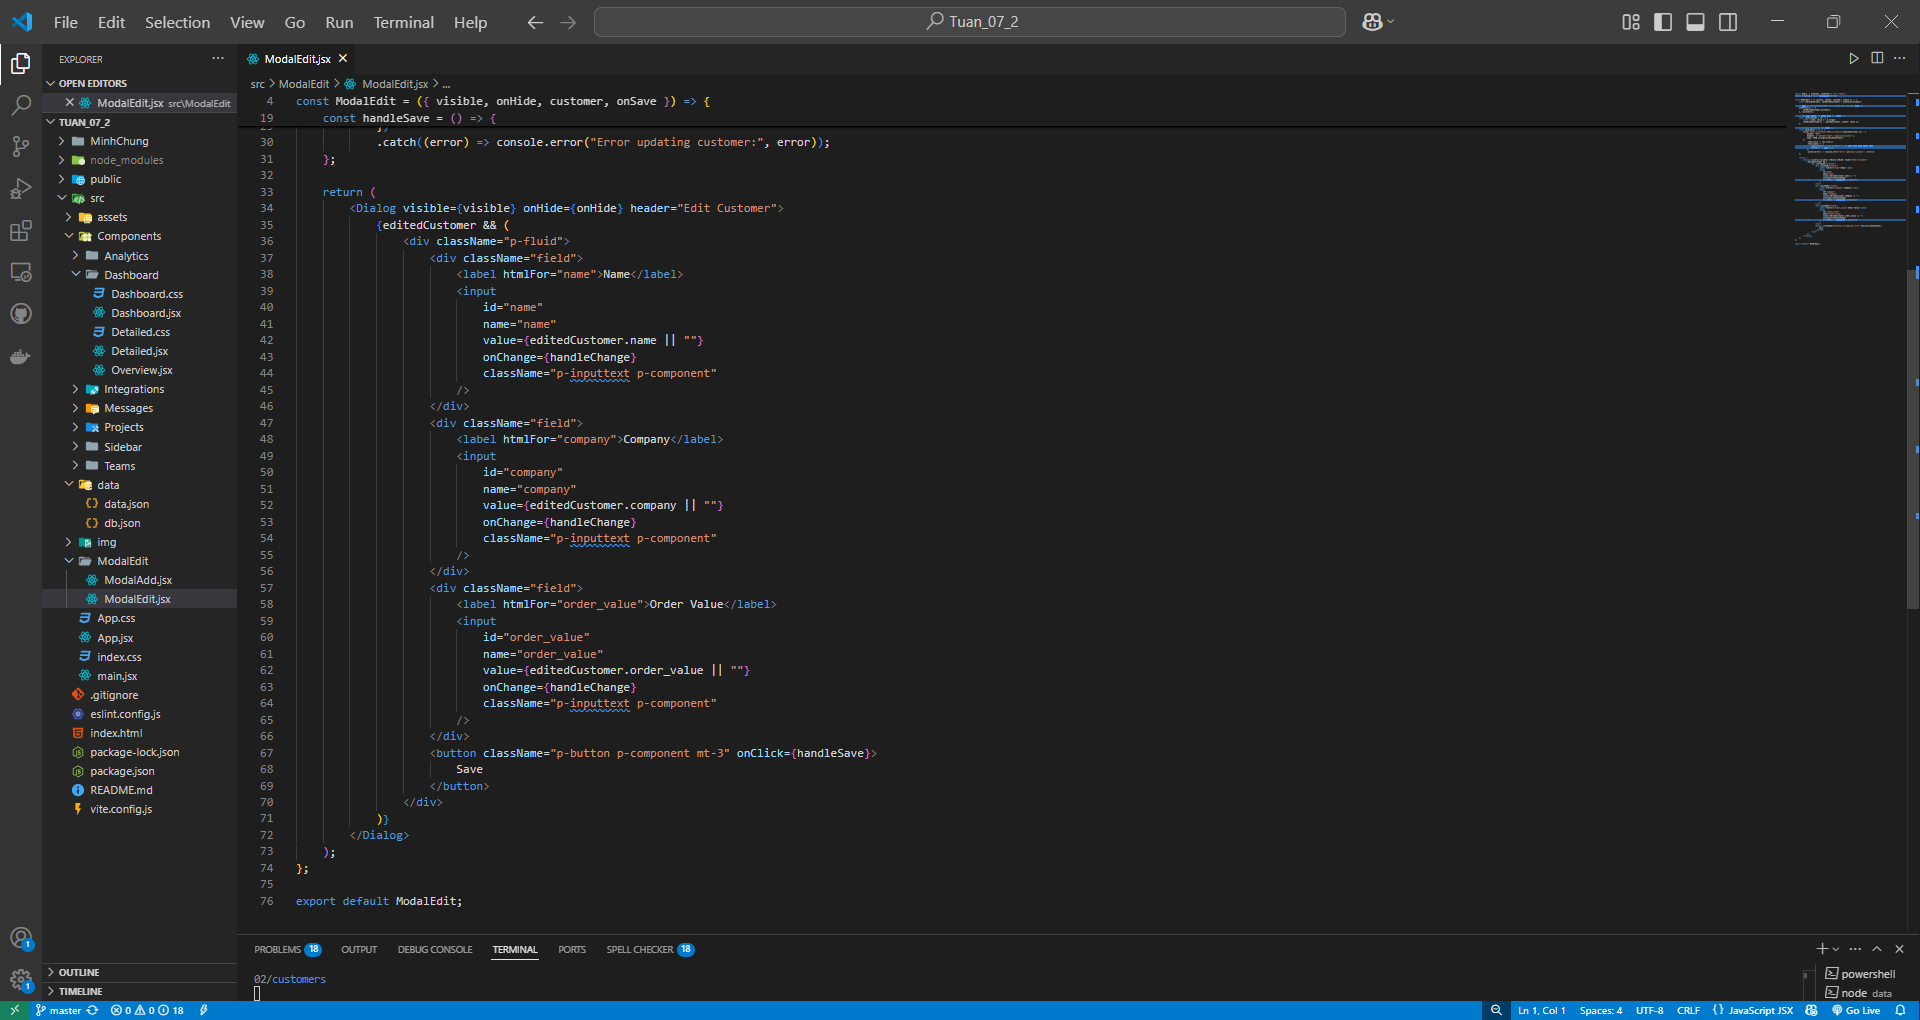 File Edit Selection View Go Run Terminal Help
Tuan_07_2
EXPLORER
OPEN EDITORS
ModalEdit.jsx src\ModalEdit
TUAN_07_2
MinhChung
node_modules
public
src
assets
Components
Analytics
Dashboard
Dashboard.css
Dashboard.jsx
Detailed.css
Detailed.jsx
Overview.jsx
Integrations
Messages
Projects
Sidebar
Teams
data
data.json
db.json
img
ModalEdit
ModalAdd.jsx
ModalEdit.jsx
App.css
App.jsx
index.css
main.jsx
.gitignore
eslint.config.js
index.html
package-lock.json
package.json
README.md
vite.config.js
OUTLINE
TIMELINE
ModalEdit.jsx
src > ModalEdit > ModalEdit.jsx > ...
4 const ModalEdit = ({ visible, onHide, customer, onSave }) => {
19 const handleSave = () => {
29 })
30 .catch((error) => console.error("Error updating customer:", error));
31 };
32
33 return (
34 <Dialog visible={visible} onHide={onHide} header="Edit Customer">
35 {editedCustomer && (
36 <div className="p-fluid">
37 <div className="field">
38 <label htmlFor="name">Name</label>
39 <input
40 id="name"
41 name="name"
42 value={editedCustomer.name || ""}
43 onChange={handleChange}
44 className="p-inputtext p-component"
45 />
46 </div>
47 <div className="field">
48 <label htmlFor="company">Company</label>
49 <input
50 id="company"
51 name="company"
52 value={editedCustomer.company || ""}
53 onChange={handleChange}
54 className="p-inputtext p-component"
55 />
56 </div>
57 <div className="field">
58 <label htmlFor="order_value">Order Value</label>
59 <input
60 id="order_value"
61 name="order_value"
62 value={editedCustomer.order_value || ""}
63 onChange={handleChange}
64 className="p-inputtext p-component"
65 />
66 </div>
67 <button className="p-button p-component mt-3" onClick={handleSave}>
68 Save
69 </button>
70 </div>
71 )}
72 </Dialog>
73 );
74 };
75
76 export default ModalEdit;
PROBLEMS 18 OUTPUT DEBUG CONSOLE TERMINAL PORTS SPELL CHECKER 18
02/customers
powershell
node data
1
1
master 0 0 18
Ln 1, Col 1 Spaces: 4 UTF-8 CRLF JavaScript JSX Go Live